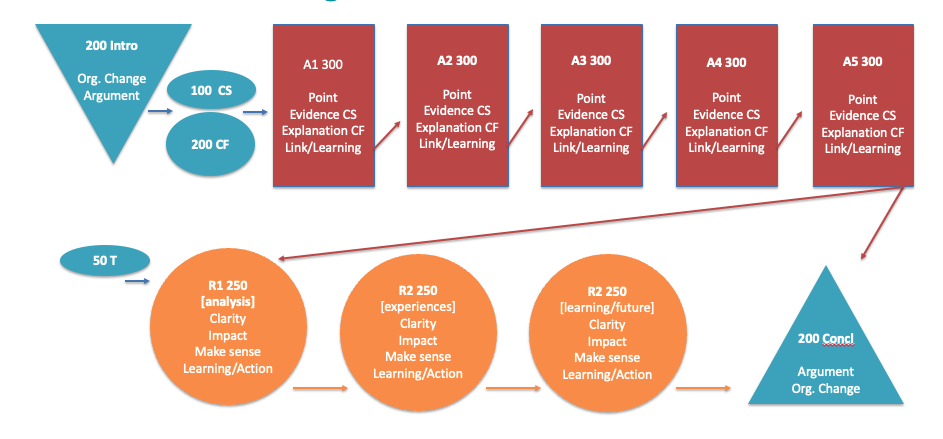 200 Intro
Org. Change
Argument
100 CS
200 CF
A1 300
Point
Evidence CS
Explanation CF
Link/Learning
A2 300
Point
Evidence CS
Explanation CF
Link/Learning
A3 300
Point
Evidence CS
Explanation CF
Link/Learning
A4 300
Point
Evidence CS
Explanation CF
Link/Learning
A5 300
Point
Evidence CS
Explanation CF
Link/Learning
50 T
R1 250
[analysis]
Clarity
Impact
Make sense
Learning/Action
R2 250
[experiences]
Clarity
Impact
Make sense
Learning/Action
R2 250
[learning/future]
Clarity
Impact
Make sense
Learning/Action
200 Concl
Argument
Org. Change